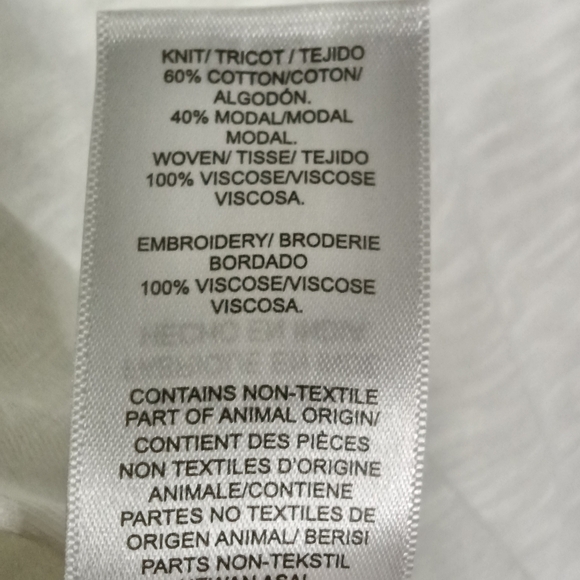 KNIT/ TRICOT / TEJIDO
60% COTTON/COTON/
ALGODÓN.
40% MODAL/MODAL
MODAL.
WOVEN/ TISSE/ TEJIDO
100% VISCOSE/VISCOSE
VISCOSA.
EMBROIDERY/ BRODERIE
BORDADO
100% VISCOSE/VISCOSE
VISCOSA.
CONTAINS NON-TEXTILE
PART OF ANIMAL ORIGIN/
CONTIENT DES PIÈCES
NON TEXTILES D'ORIGINE
ANIMALE/CONTIENE
PARTES NO TEXTILES DE
ORIGEN ANIMAL/ BERISI
PARTS NON-TEKSTIL